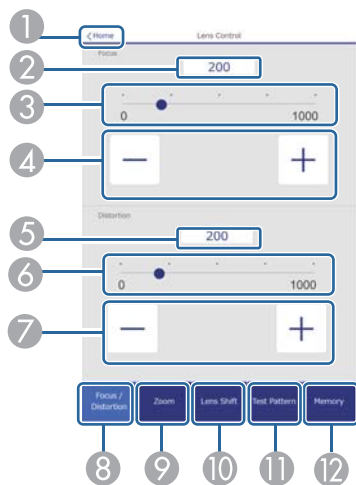 1
< Home
Lens Control
Focus
2
200
3
0
1000
4
−
+
Distortion
5
200
6
0
1000
7
−
+
Focus /
Distortion
Zoom
Lens Shift
Test Pattern
Memory
8
9
10
11
12